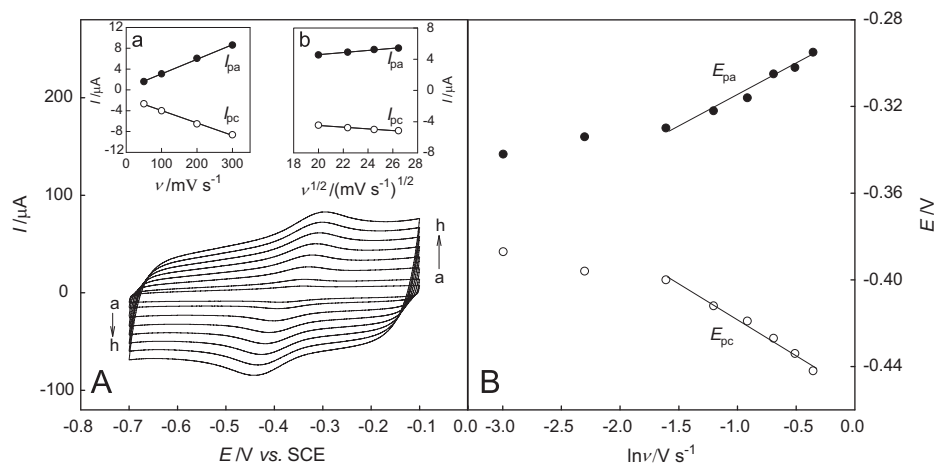 a
12
8
4
0
-4
-8
-12
I /µA
I pa
I pc
0 100 200 300
ν/mV s-1
b
8
4
0
-4
-8
I /µA
I pa
I pc
18 20 22 24 26 28
ν1/2/(mV s-1)1/2
200
100
0
-100
I /µA
h
a
a
h
A
-0.8 -0.7 -0.6 -0.5 -0.4 -0.3 -0.2 -0.1 0.0
E /V vs. SCE
-0.28
-0.32
-0.36
-0.40
-0.44
E /V
Epa
Epc
B
-3.0 -2.5 -2.0 -1.5 -1.0 -0.5 0.0
lnν/V s-1